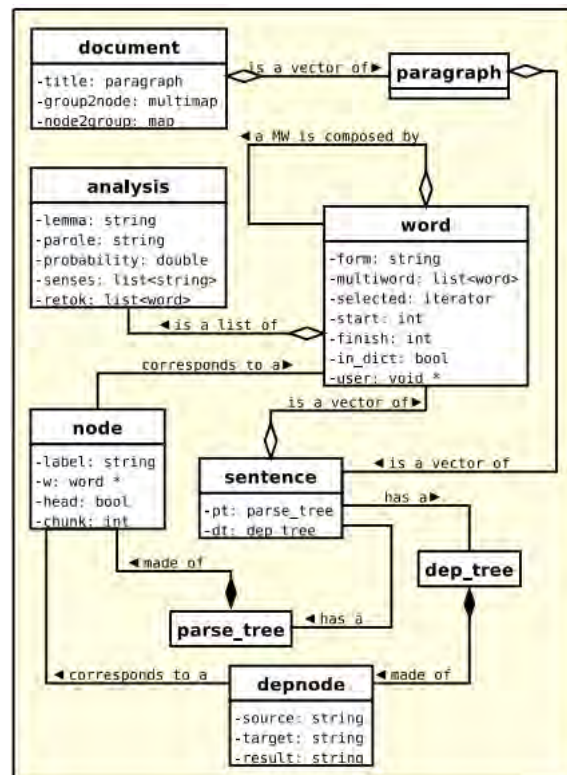 document
-title: paragraph
-group2node: multimap
-node2group: map
is a vector of►
paragraph
◄a MW is composed by
analysis
-lemma: string
-parole: string
-probability: double
-senses: list<string>
-retok: list<word>
word
-form: string
-multiword: list<word>
-selected: iterator
-start: int
-finish: int
-in_dict: bool
-user: void *
◄is a list of
corresponds to a►
is a vector of►
node
-label: string
-w: word *
-head: bool
-chunk: int
sentence
-pt: parse_tree
-dt: dep_tree
◄is a vector of
has a►
◄made of
dep_tree
parse_tree
◄has a
◄corresponds to a
◄made of
depnode
-source: string
-target: string
-result: string